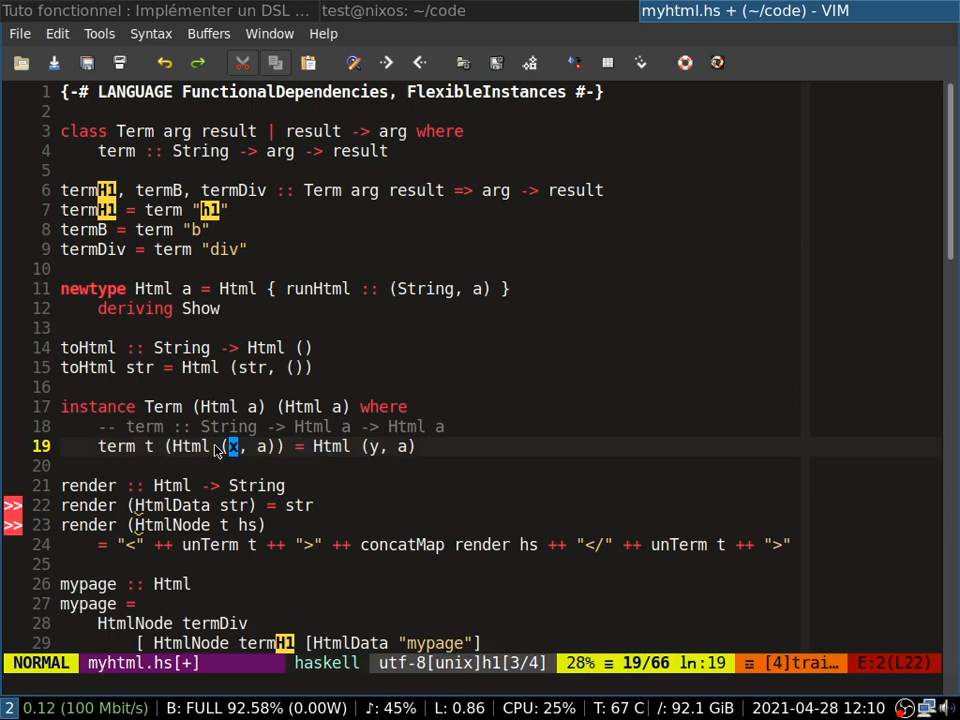 Tuto fonctionnel : Implémenter un DSL ... test@nixos: ~/code myhtml.hs + (~/code) - VIM
File Edit Tools Syntax Buffers Window Help
1 {-# LANGUAGE FunctionalDependencies, FlexibleInstances #-}
2
3 class Term arg result | result -> arg where
4     term :: String -> arg -> result
5
6 termH1, termB, termDiv :: Term arg result => arg -> result
7 termH1 = term "h1"
8 termB = term "b"
9 termDiv = term "div"
10
11 newtype Html a = Html { runHtml :: (String, a) }
12     deriving Show
13
14 toHtml :: String -> Html ()
15 toHtml str = Html (str, ())
16
17 instance Term (Html a) (Html a) where
18     -- term :: String -> Html a -> Html a
19     term t (Html (x, a)) = Html (y, a)
20
21 render :: Html -> String
>> 22 render (HtmlData str) = str
>> 23 render (HtmlNode t hs)
24     = "<" ++ unTerm t ++ ">" ++ concatMap render hs ++ "</" ++ unTerm t ++ ">"
25
26 mypage :: Html
27 mypage =
28     HtmlNode termDiv
29         [ HtmlNode termH1 [HtmlData "mypage"]
NORMAL myhtml.hs[+] haskell utf-8[unix]h1[3/4] 28% ≡ 19/66 ln:19 ☲ [4]trai… E:2(L22)
2 0.12 (100 Mbit/s) B: FULL 92.58% (0.00W) ♪: 45% L: 0.86 CPU: 25% T: 67 C /: 92.1 GiB 2021-04-28 12:10